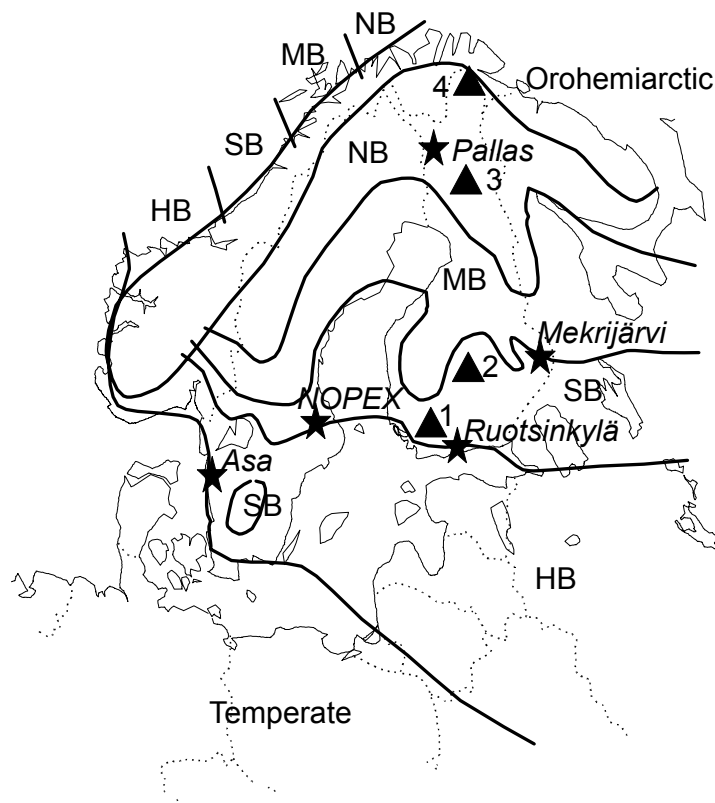 NB
MB
Orohemiarctic
4
SB
NB
Pallas
3
HB
MB
Mekrijärvi
2
SB
NOPEX
1
Ruotsinkylä
Asa
SB
HB
Temperate